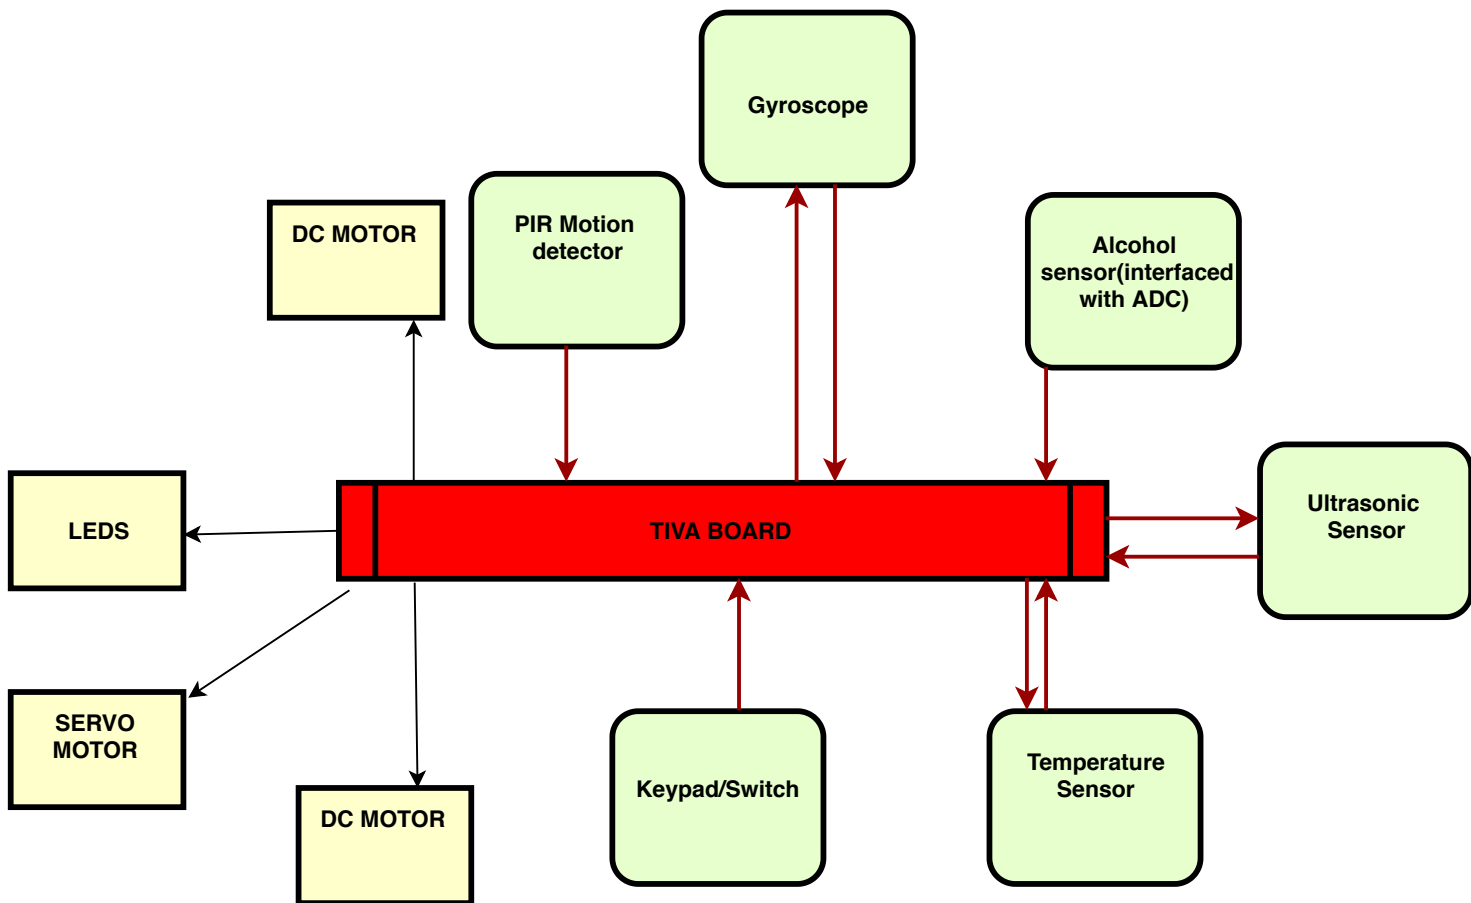 Gyroscope
DC MOTOR
PIR Motion
detector
Alcohol
sensor(interfaced
with ADC)
LEDS
TIVA BOARD
Ultrasonic
Sensor
SERVO
MOTOR
DC MOTOR
Keypad/Switch
Temperature
Sensor